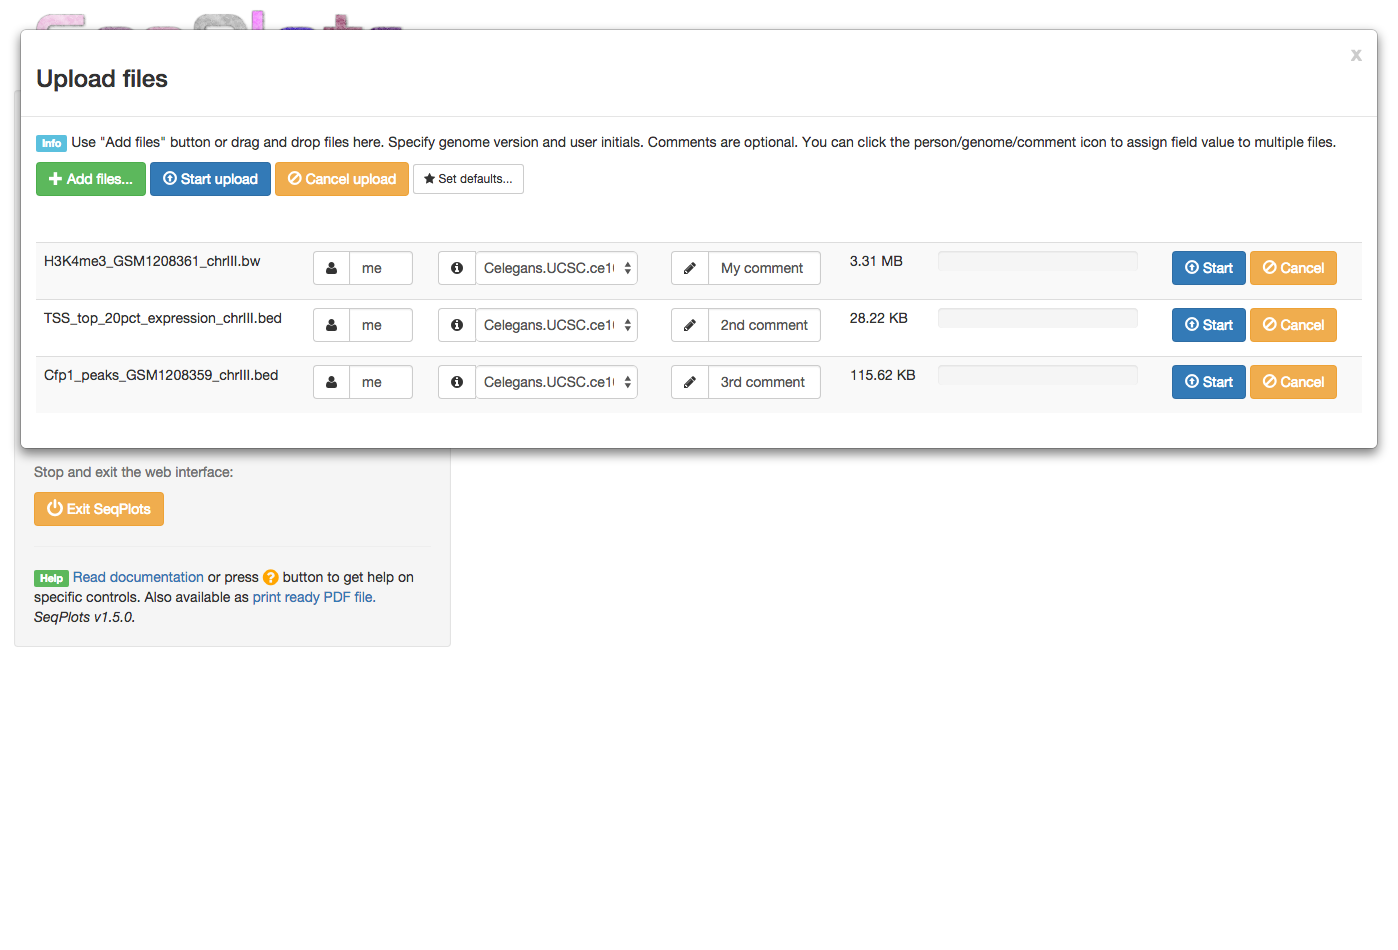 x
Upload files
Info Use "Add files" button or drag and drop files here. Specify genome version and user initials. Comments are optional. You can click the person/genome/comment icon to assign field value to multiple files.
Add files... Start upload Cancel upload Set defaults...
H3K4me3_GSM1208361_chrIII.bw me Celegans.UCSC.ce1 My comment 3.31 MB Start Cancel
TSS_top_20pct_expression_chrIII.bed me Celegans.UCSC.ce1 2nd comment 28.22 KB Start Cancel
Cfp1_peaks_GSM1208359_chrIII.bed me Celegans.UCSC.ce1 3rd comment 115.62 KB Start Cancel
Stop and exit the web interface:
Exit SeqPlots
Help Read documentation or press ? button to get help on
specific controls. Also available as print ready PDF file.
SeqPlots v1.5.0.